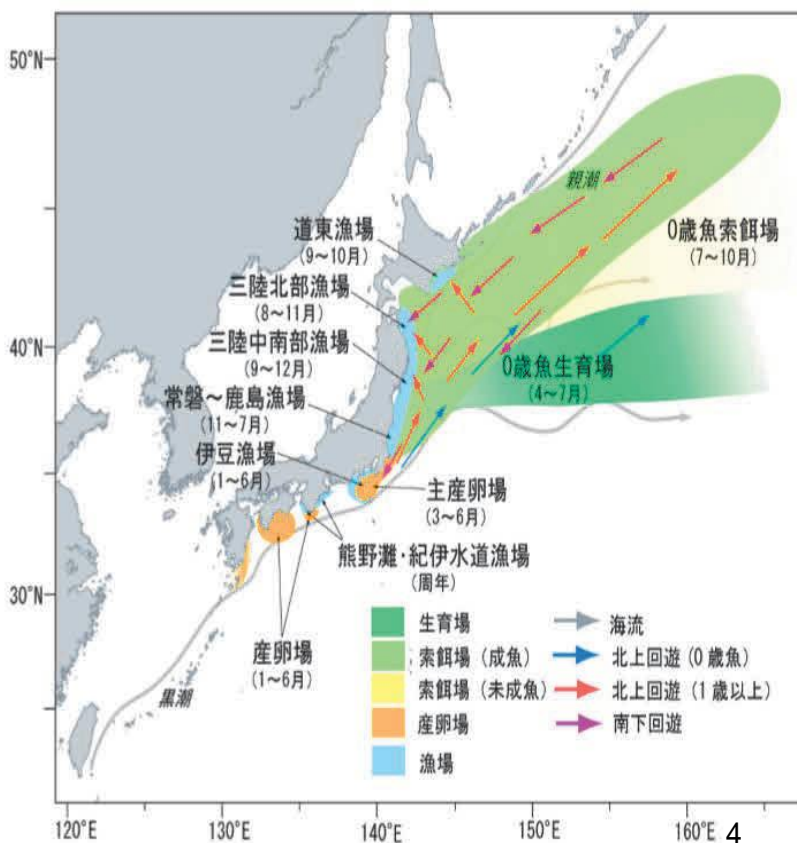 50°N
40°N
30°N
120°E
130°E
140°E
150°E
160°E
4
親潮
黒潮
道東漁場
(9〜10月)
三陸北部漁場
(8〜11月)
三陸中南部漁場
(9〜12月)
常磐〜鹿島漁場
(11〜7月)
伊豆漁場
(1〜6月)
0歳魚索餌場
(7〜10月)
0歳魚生育場
(4〜7月)
主産卵場
(3〜6月)
熊野灘・紀伊水道漁場
(周年)
産卵場
(1〜6月)
生育場
索餌場(成魚)
索餌場(未成魚)
産卵場
漁場
海流
北上回遊(0歳魚)
北上回遊(1歳以上)
南下回遊